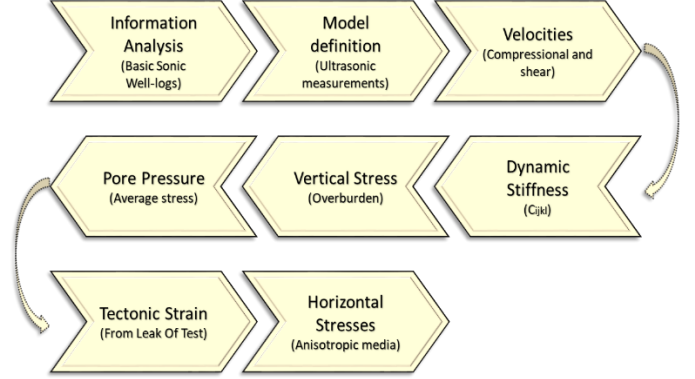 Information
Analysis
(Basic Sonic
Well-logs)
Model
definition
(Ultrasonic
measurements)
Velocities
(Compressional and
shear)
Dynamic
Stiffness
(Cijkl)
Vertical Stress
(Overburden)
Pore Pressure
(Average stress)
Tectonic Strain
(From Leak Of Test)
Horizontal
Stresses
(Anisotropic media)